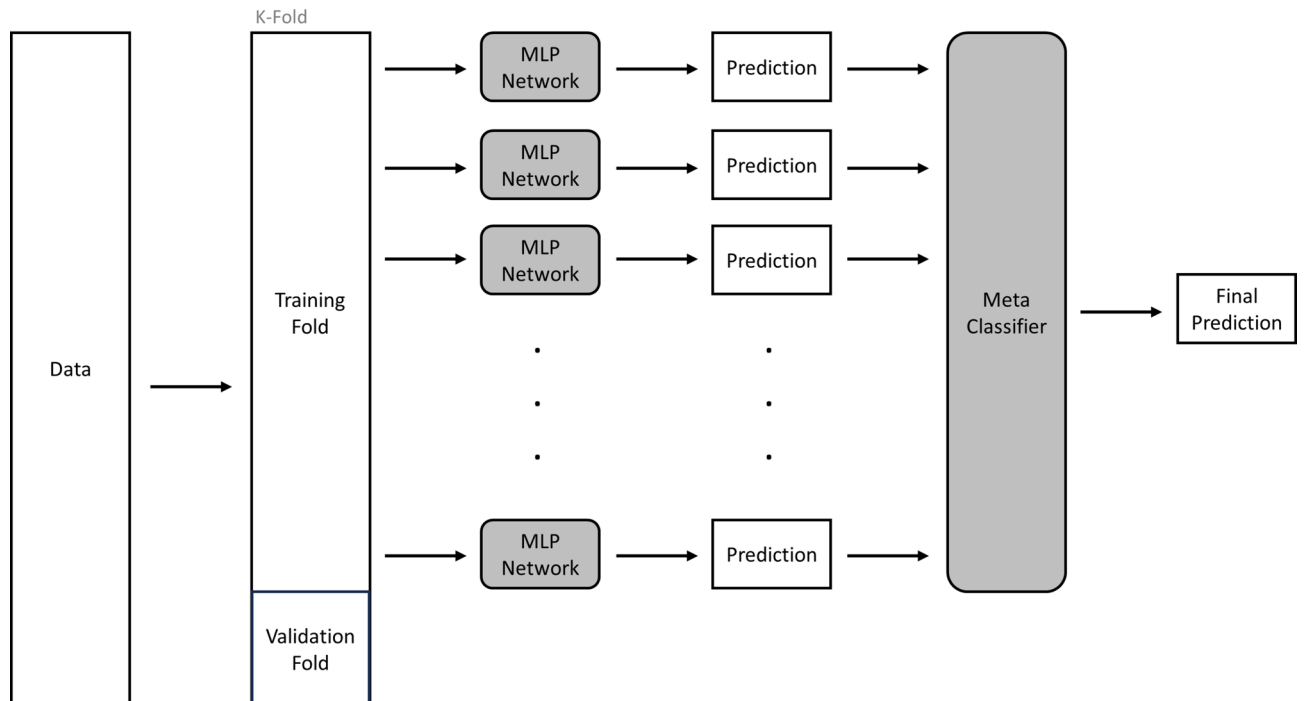 K-Fold
Data
Training
Fold
Validation
Fold
MLP
Network
Prediction
MLP
Network
Prediction
MLP
Network
Prediction
MLP
Network
Prediction
Meta
Classifier
Final
Prediction